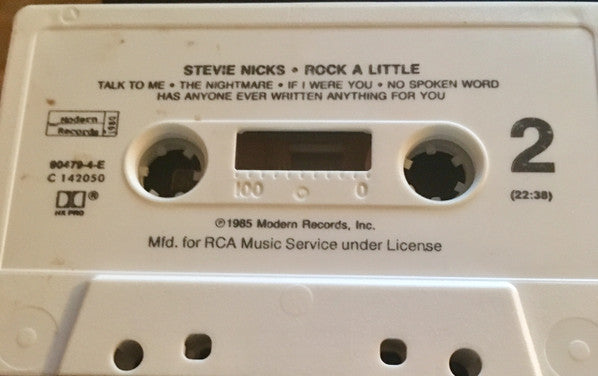 STEVIE NICKS • ROCK A LITTLE
TALK TO ME • THE NIGHTMARE • IF I WERE YOU • NO SPOKEN WORD
HAS ANYONE EVER WRITTEN ANYTHING FOR YOU
Modern
Records
1980
90479-4-E
C 142050
®
HX PRO
100 0
2
(22:38)
℗1985 Modern Records, Inc.
Mfd. for RCA Music Service under License